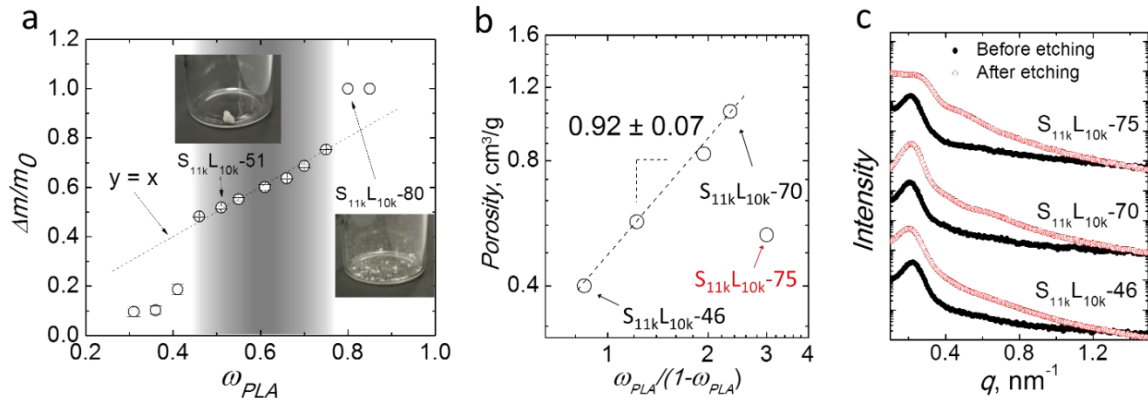 a
1.2
1.0
0.8
0.6
0.4
0.2
0.0
Δm/m0
S11kL10k-51
y = x
S11kL10k-80
0.2 0.4 0.6 0.8 1.0
ωPLA
b
1.6
1.2
0.8
0.4
Porosity, cm³/g
0.92 ± 0.07
S11kL10k-70
S11kL10k-75
S11kL10k-46
1 2 3 4
ωPLA/(1-ωPLA)
c
Before etching
After etching
S11kL10k-75
S11kL10k-70
S11kL10k-46
Intensity
0.4 0.8 1.2
q, nm⁻¹